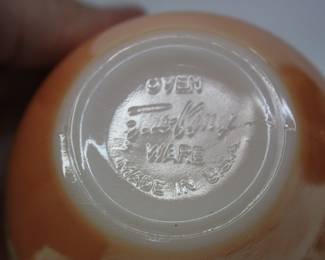 OVEN
Fire-King
WARE
MADE IN U.S.A.